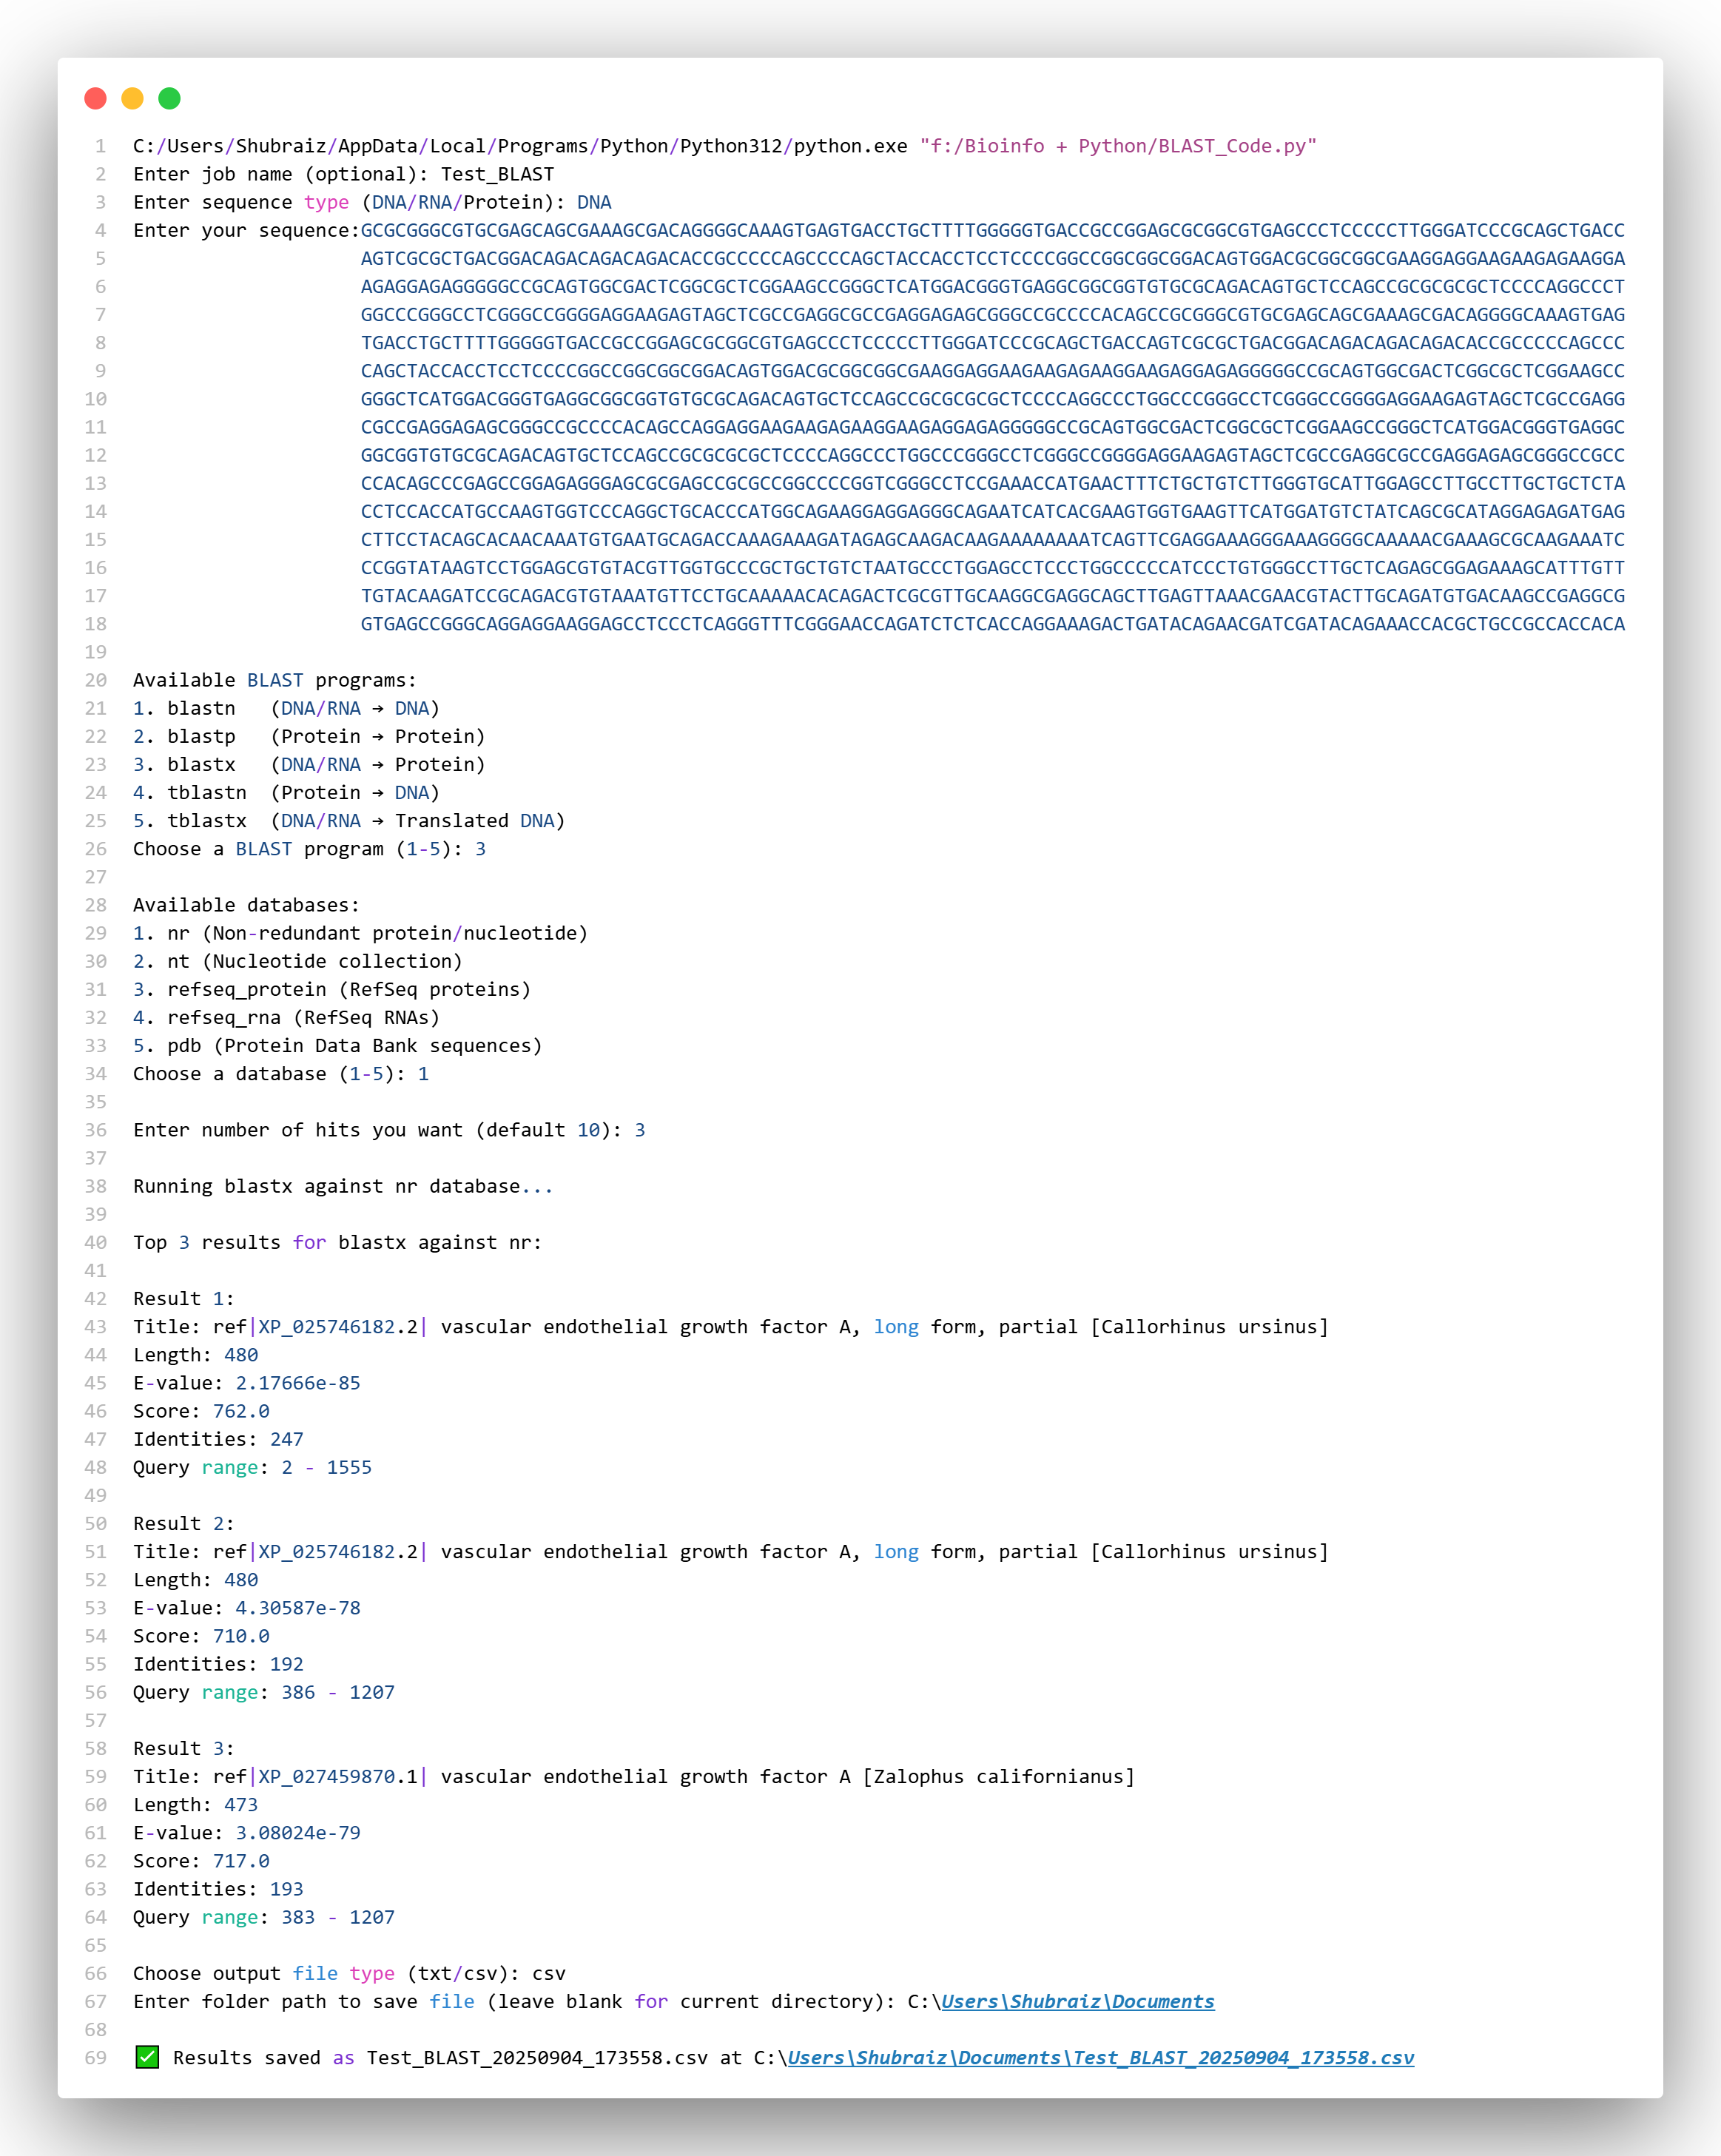 1 C:/Users/Shubraiz/AppData/Local/Programs/Python/Python312/python.exe "f:/Bioinfo + Python/BLAST_Code.py"
2 Enter job name (optional): Test_BLAST
3 Enter sequence type (DNA/RNA/Protein): DNA
4 Enter your sequence:GCGCGGGCGTGCGAGCAGCGAAAGCGACAGGGGCAAAGTGAGTGACCTGCTTTTGGGGGTGACCGCCGGAGCGCGGCGTGAGCCCTCCCCCTTGGGATCCCGCAGCTGACC
5 AGTCGCGCTGACGGACAGACAGACAGACACCGCCCCCAGCCCCAGCTACCACCTCCTCCCCGGCCGGCGGCGGACAGTGGACGCGGCGGCGAAGGAGGAAGAAGAGAAGGA
6 AGAGGAGAGGGGGCCGCAGTGGCGACTCGGCGCTCGGAAGCCGGGCTCATGGACGGGTGAGGCGGCGGTGTGCGCAGACAGTGCTCCAGCCGCGCGCGCTCCCCAGGCCCT
7 GGCCCGGGCCTCGGGCCGGGGAGGAAGAGTAGCTCGCCGAGGCGCCGAGGAGAGCGGGCCGCCCCACAGCCGCGGGCGTGCGAGCAGCGAAAGCGACAGGGGCAAAGTGAG
8 TGACCTGCTTTTGGGGGTGACCGCCGGAGCGCGGCGTGAGCCCTCCCCCTTGGGATCCCGCAGCTGACCAGTCGCGCTGACGGACAGACAGACAGACACCGCCCCCAGCCC
9 CAGCTACCACCTCCTCCCCGGCCGGCGGCGGACAGTGGACGCGGCGGCGAAGGAGGAAGAAGAGAAGGAAGAGGAGAGGGGGCCGCAGTGGCGACTCGGCGCTCGGAAGCC
10 GGGCTCATGGACGGGTGAGGCGGCGGTGTGCGCAGACAGTGCTCCAGCCGCGCGCGCTCCCCAGGCCCTGGCCCGGGCCTCGGGCCGGGGAGGAAGAGTAGCTCGCCGAGG
11 CGCCGAGGAGAGCGGGCCGCCCCACAGCCAGGAGGAAGAAGAGAAGGAAGAGGAGAGGGGGCCGCAGTGGCGACTCGGCGCTCGGAAGCCGGGCTCATGGACGGGTGAGGC
12 GGCGGTGTGCGCAGACAGTGCTCCAGCCGCGCGCGCTCCCCAGGCCCTGGCCCGGGCCTCGGGCCGGGGAGGAAGAGTAGCTCGCCGAGGCGCCGAGGAGAGCGGGCCGCC
13 CCACAGCCCGAGCCGGAGAGGGAGCGCGAGCCGCGCCGGCCCCGGTCGGGCCTCCGAAACCATGAACTTTCTGCTGTCTTGGGTGCATTGGAGCCTTGCCTTGCTGCTCTA
14 CCTCCACCATGCCAAGTGGTCCCAGGCTGCACCCATGGCAGAAGGAGGAGGGCAGAATCATCACGAAGTGGTGAAGTTCATGGATGTCTATCAGCGCATAGGAGAGATGAG
15 CTTCCTACAGCACAACAAATGTGAATGCAGACCAAAGAAAGATAGAGCAAGACAAGAAAAAAAATCAGTTCGAGGAAAGGGAAAGGGGCAAAAACGAAAGCGCAAGAAATC
16 CCGGTATAAGTCCTGGAGCGTGTACGTTGGTGCCCGCTGCTGTCTAATGCCCTGGAGCCTCCCTGGCCCCCATCCCTGTGGGCCTTGCTCAGAGCGGAGAAAGCATTTGTT
17 TGTACAAGATCCGCAGACGTGTAAATGTTCCTGCAAAAACACAGACTCGCGTTGCAAGGCGAGGCAGCTTGAGTTAAACGAACGTACTTGCAGATGTGACAAGCCGAGGCG
18 GTGAGCCGGGCAGGAGGAAGGAGCCTCCCTCAGGGTTTCGGGAACCAGATCTCTCACCAGGAAAGACTGATACAGAACGATCGATACAGAAACCACGCTGCCGCCACCACA
19
20 Available BLAST programs:
21 1. blastn (DNA/RNA → DNA)
22 2. blastp (Protein → Protein)
23 3. blastx (DNA/RNA → Protein)
24 4. tblastn (Protein → DNA)
25 5. tblastx (DNA/RNA → Translated DNA)
26 Choose a BLAST program (1-5): 3
27
28 Available databases:
29 1. nr (Non-redundant protein/nucleotide)
30 2. nt (Nucleotide collection)
31 3. refseq_protein (RefSeq proteins)
32 4. refseq_rna (RefSeq RNAs)
33 5. pdb (Protein Data Bank sequences)
34 Choose a database (1-5): 1
35
36 Enter number of hits you want (default 10): 3
37
38 Running blastx against nr database...
39
40 Top 3 results for blastx against nr:
41
42 Result 1:
43 Title: ref|XP_025746182.2| vascular endothelial growth factor A, long form, partial [Callorhinus ursinus]
44 Length: 480
45 E-value: 2.17666e-85
46 Score: 762.0
47 Identities: 247
48 Query range: 2 - 1555
49
50 Result 2:
51 Title: ref|XP_025746182.2| vascular endothelial growth factor A, long form, partial [Callorhinus ursinus]
52 Length: 480
53 E-value: 4.30587e-78
54 Score: 710.0
55 Identities: 192
56 Query range: 386 - 1207
57
58 Result 3:
59 Title: ref|XP_027459870.1| vascular endothelial growth factor A [Zalophus californianus]
60 Length: 473
61 E-value: 3.08024e-79
62 Score: 717.0
63 Identities: 193
64 Query range: 383 - 1207
65
66 Choose output file type (txt/csv): csv
67 Enter folder path to save file (leave blank for current directory): C:\Users\Shubraiz\Documents
68
69 ✅ Results saved as Test_BLAST_20250904_173558.csv at C:\Users\Shubraiz\Documents\Test_BLAST_20250904_173558.csv